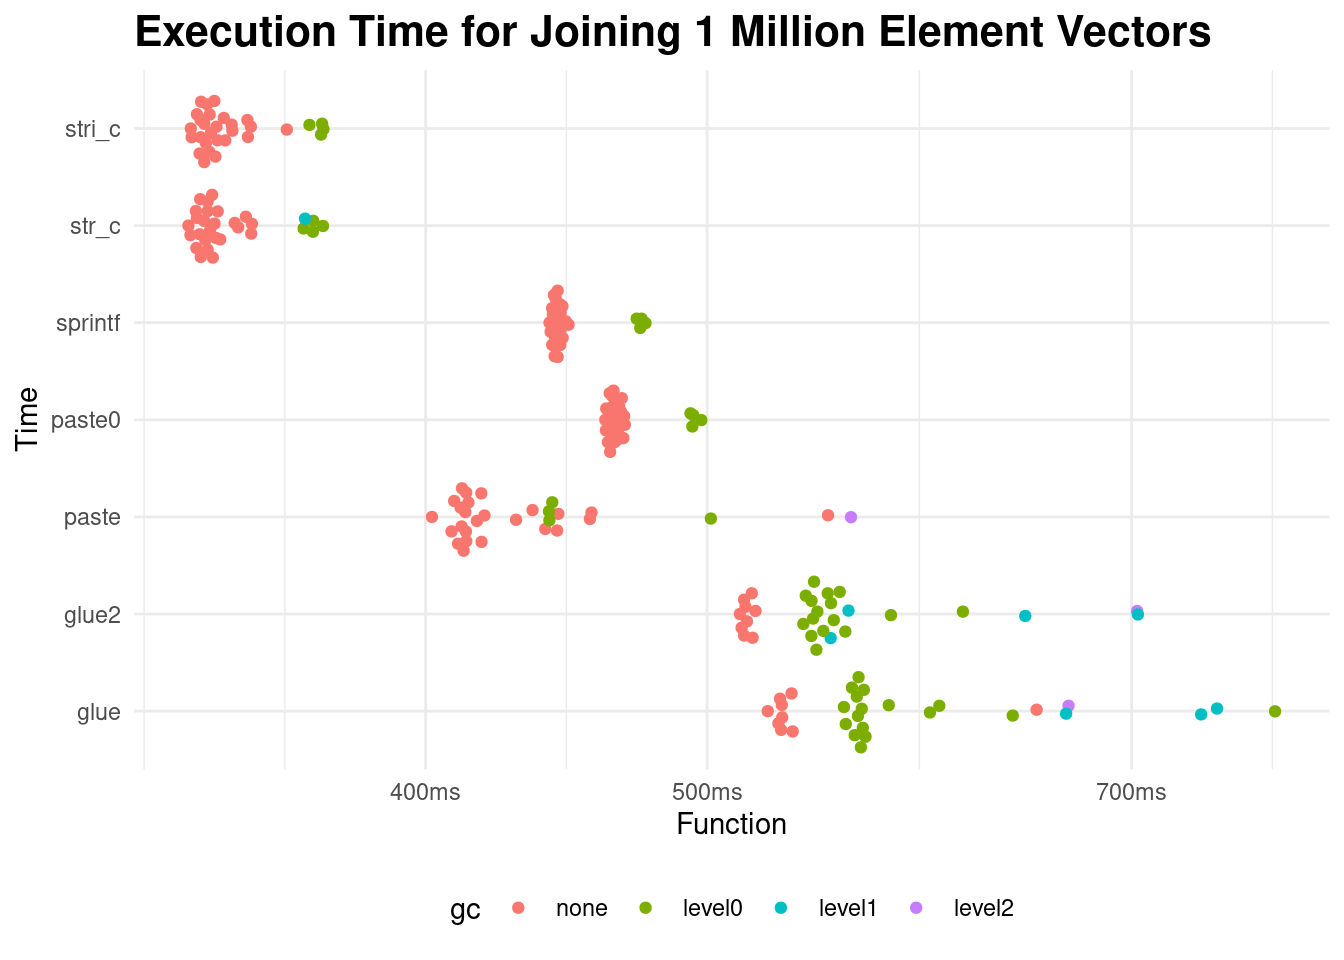 Execution Time for Joining 1 Million Element Vectors
stri_c
str_c
sprintf
paste0
paste
glue2
glue
Time
400ms 500ms 700ms
Function
gc none level0 level1 level2